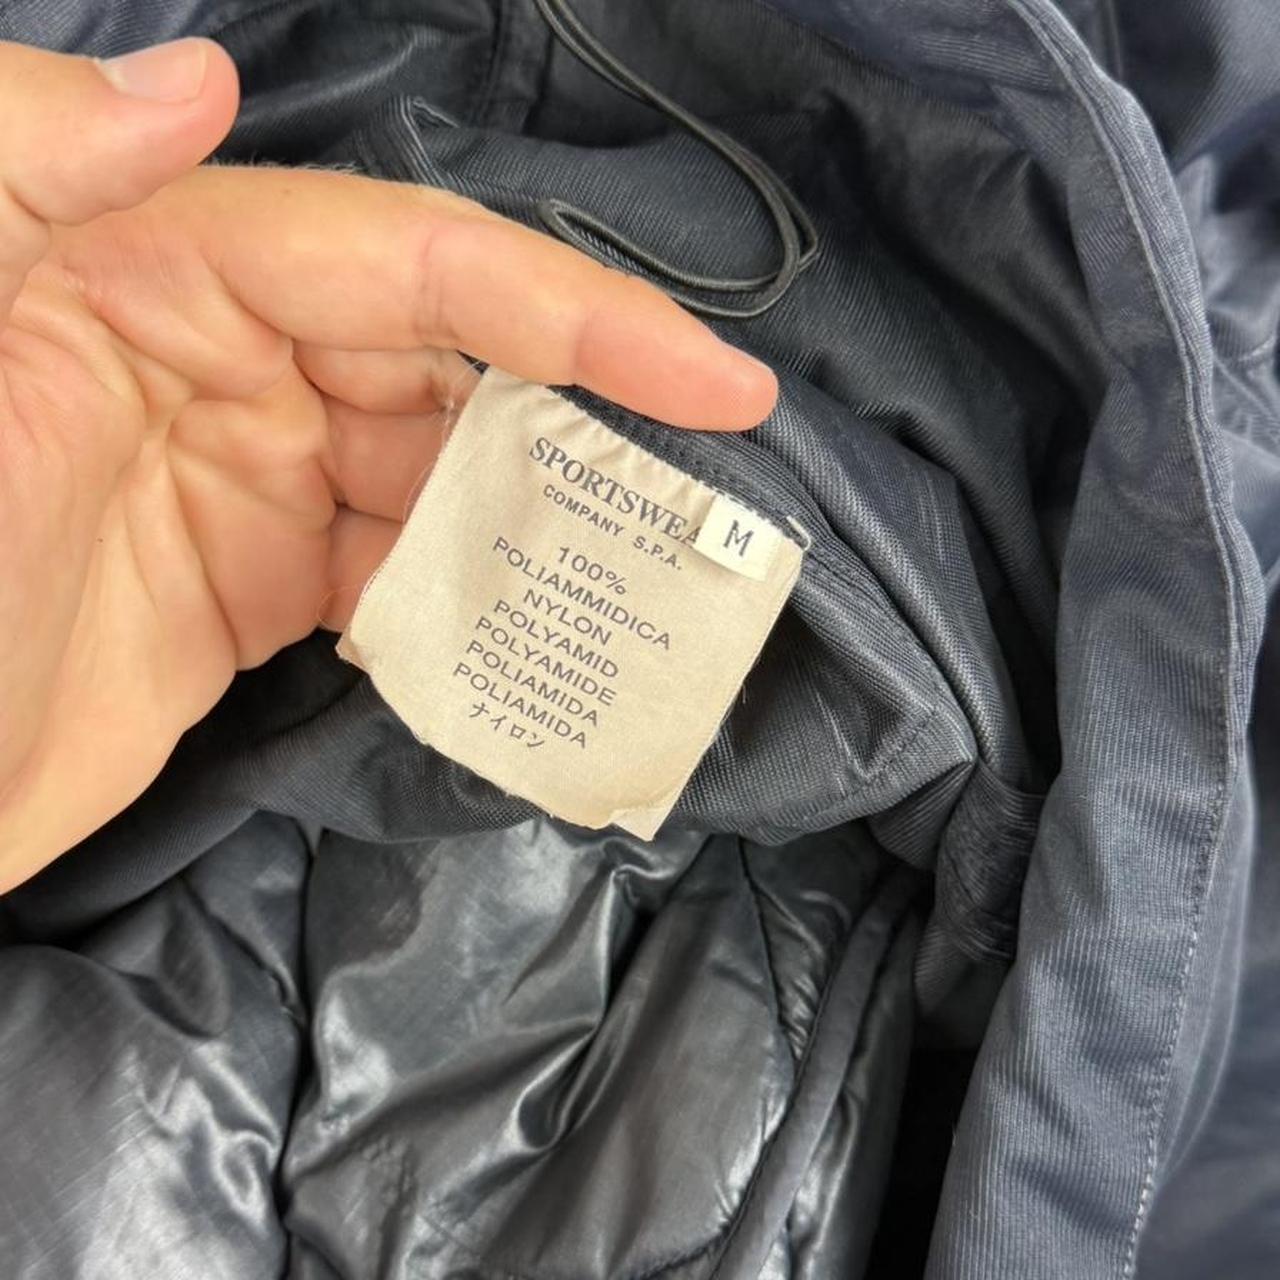 SPORTSWEA
M
COMPANY S.P.A.
100%
POLIAMMIDICA
NYLON
POLYAMID
POLYAMIDE
POLIAMIDA
POLIAMIDA
ナイロン